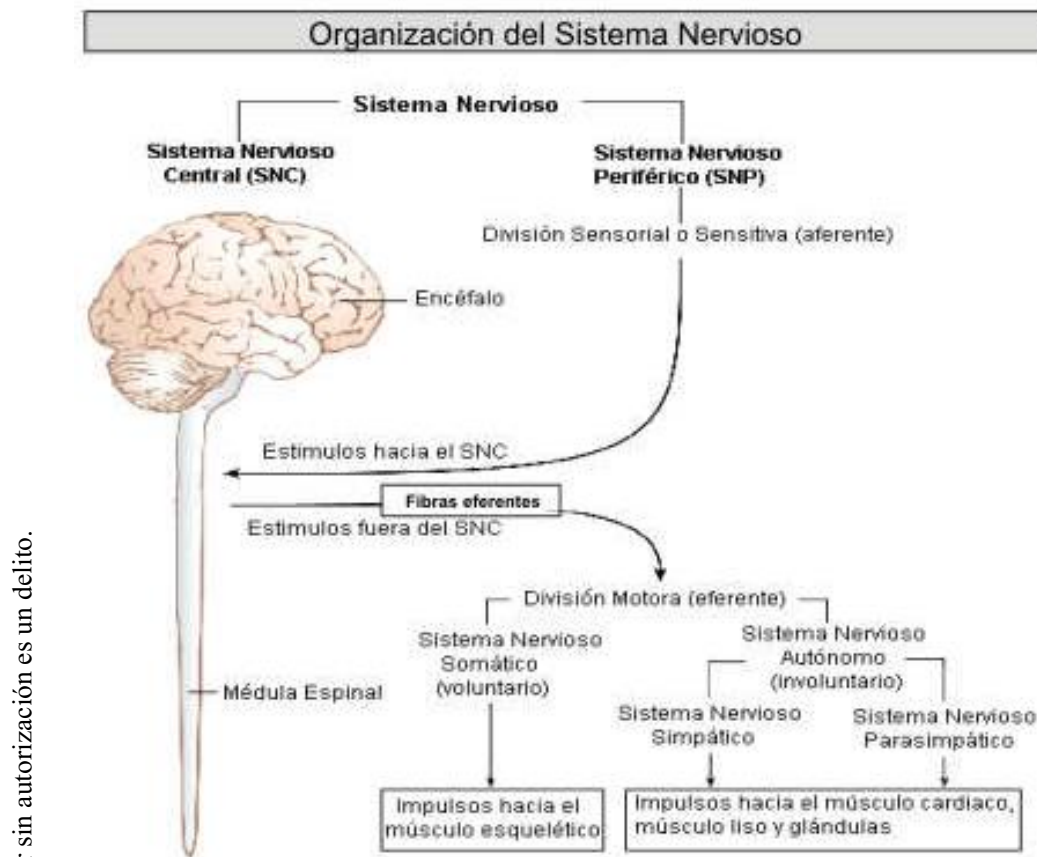 Organización del Sistema Nervioso
Sistema Nervioso
Sistema Nervioso
Central (SNC)
Sistema Nervioso
Periférico (SNP)
División Sensorial o Sensitiva (aferente)
Encéfalo
Estimulos hacia el SNC
Fibras eferentes
Estimulos fuera del SNC
División Motora (eferente)
Sistema Nervioso
Somático
(voluntario)
Sistema Nervioso
Autónomo
(involuntario)
Médula Espinal
Sistema Nervioso
Simpático
Sistema Nervioso
Parasimpático
Impulsos hacia el
músculo esquelético
Impulsos hacia el músculo cardiaco,
músculo liso y glándulas
sin autorización es un delito.